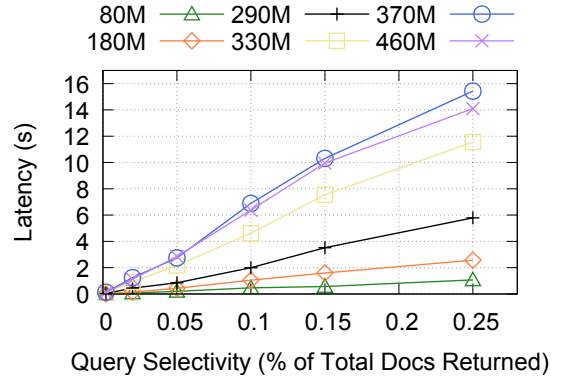 80M 290M 370M
180M 330M 460M
16
14
12
10
8
6
4
2
0
Latency (s)
0 0.05 0.1 0.15 0.2 0.25
Query Selectivity (% of Total Docs Returned)